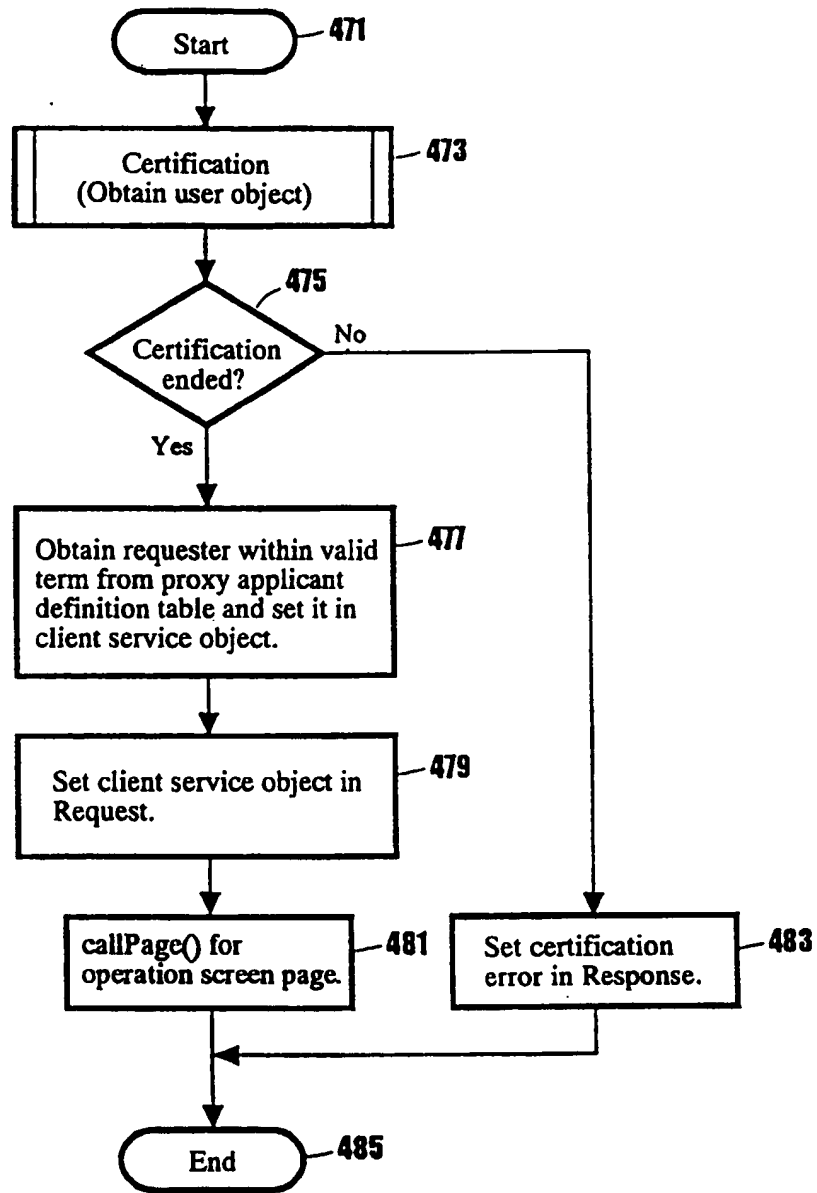 Start
471
Certification
(Obtain user object)
473
475
Certification
ended?
No
Yes
Obtain requester within valid
term from proxy applicant
definition table and set it in
client service object.
477
Set client service object in
Request.
479
callPage() for
operation screen page.
481
Set certification
error in Response.
483
End
485